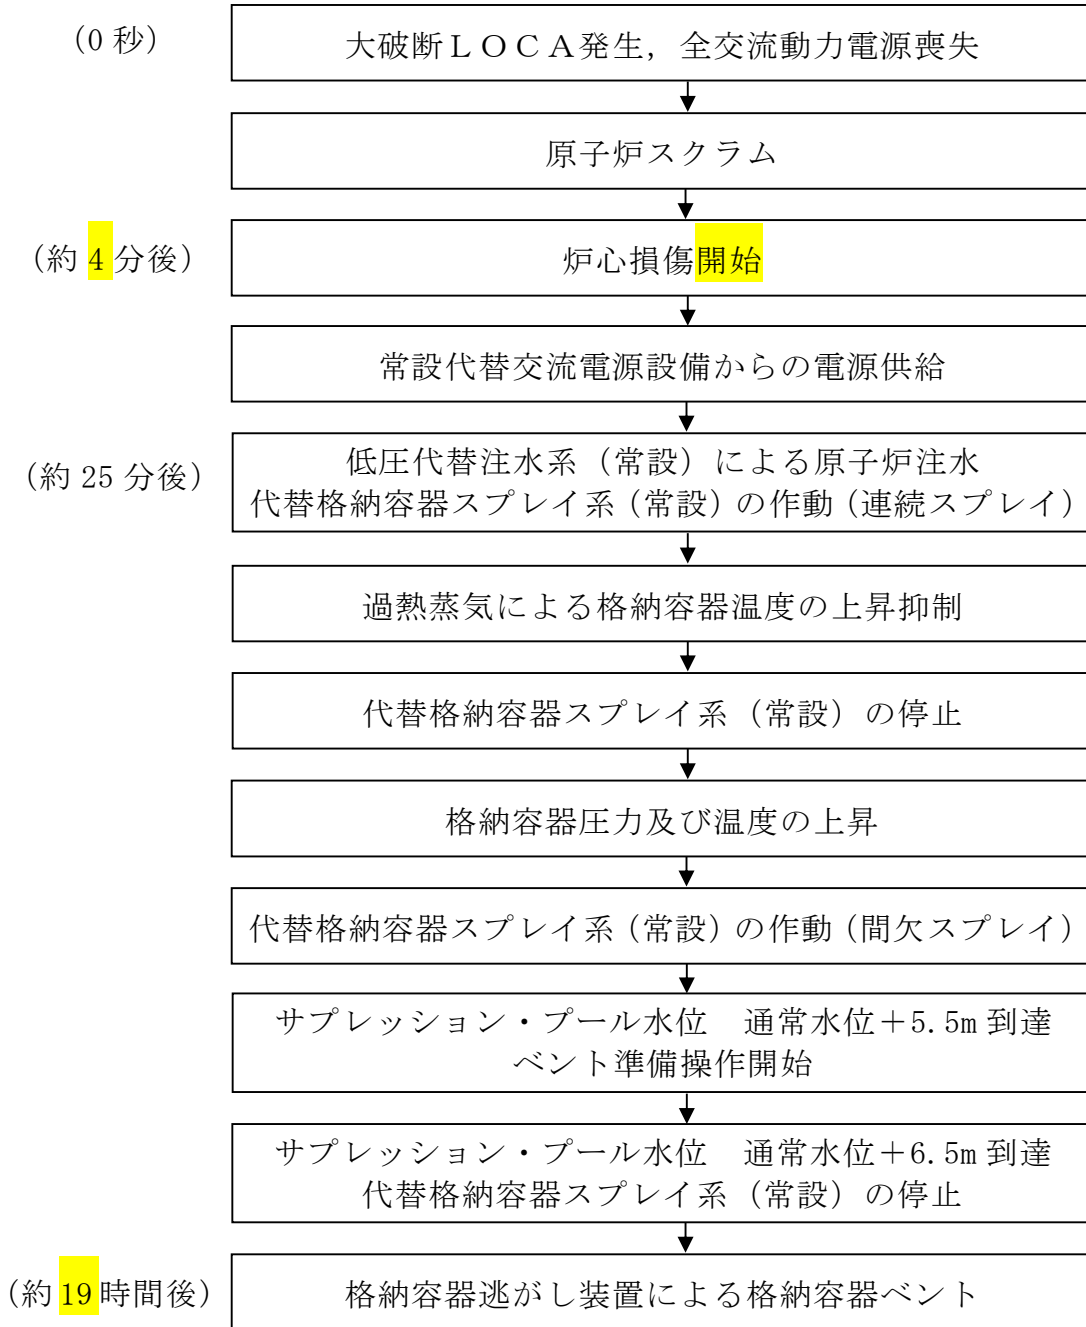 (0 秒)
大破断LOCA発生，全交流動力電源喪失
原子炉スクラム
(約 4 分後)
炉心損傷開始
常設代替交流電源設備からの電源供給
(約 25 分後)
低圧代替注水系（常設）による原子炉注水
代替格納容器スプレイ系（常設）の作動（連続スプレイ）
過熱蒸気による格納容器温度の上昇抑制
代替格納容器スプレイ系（常設）の停止
格納容器圧力及び温度の上昇
代替格納容器スプレイ系（常設）の作動（間欠スプレイ）
サプレッション・プール水位　通常水位＋5.5m 到達
ベント準備操作開始
サプレッション・プール水位　通常水位＋6.5m 到達
代替格納容器スプレイ系（常設）の停止
(約 19 時間後)
格納容器逃がし装置による格納容器ベント